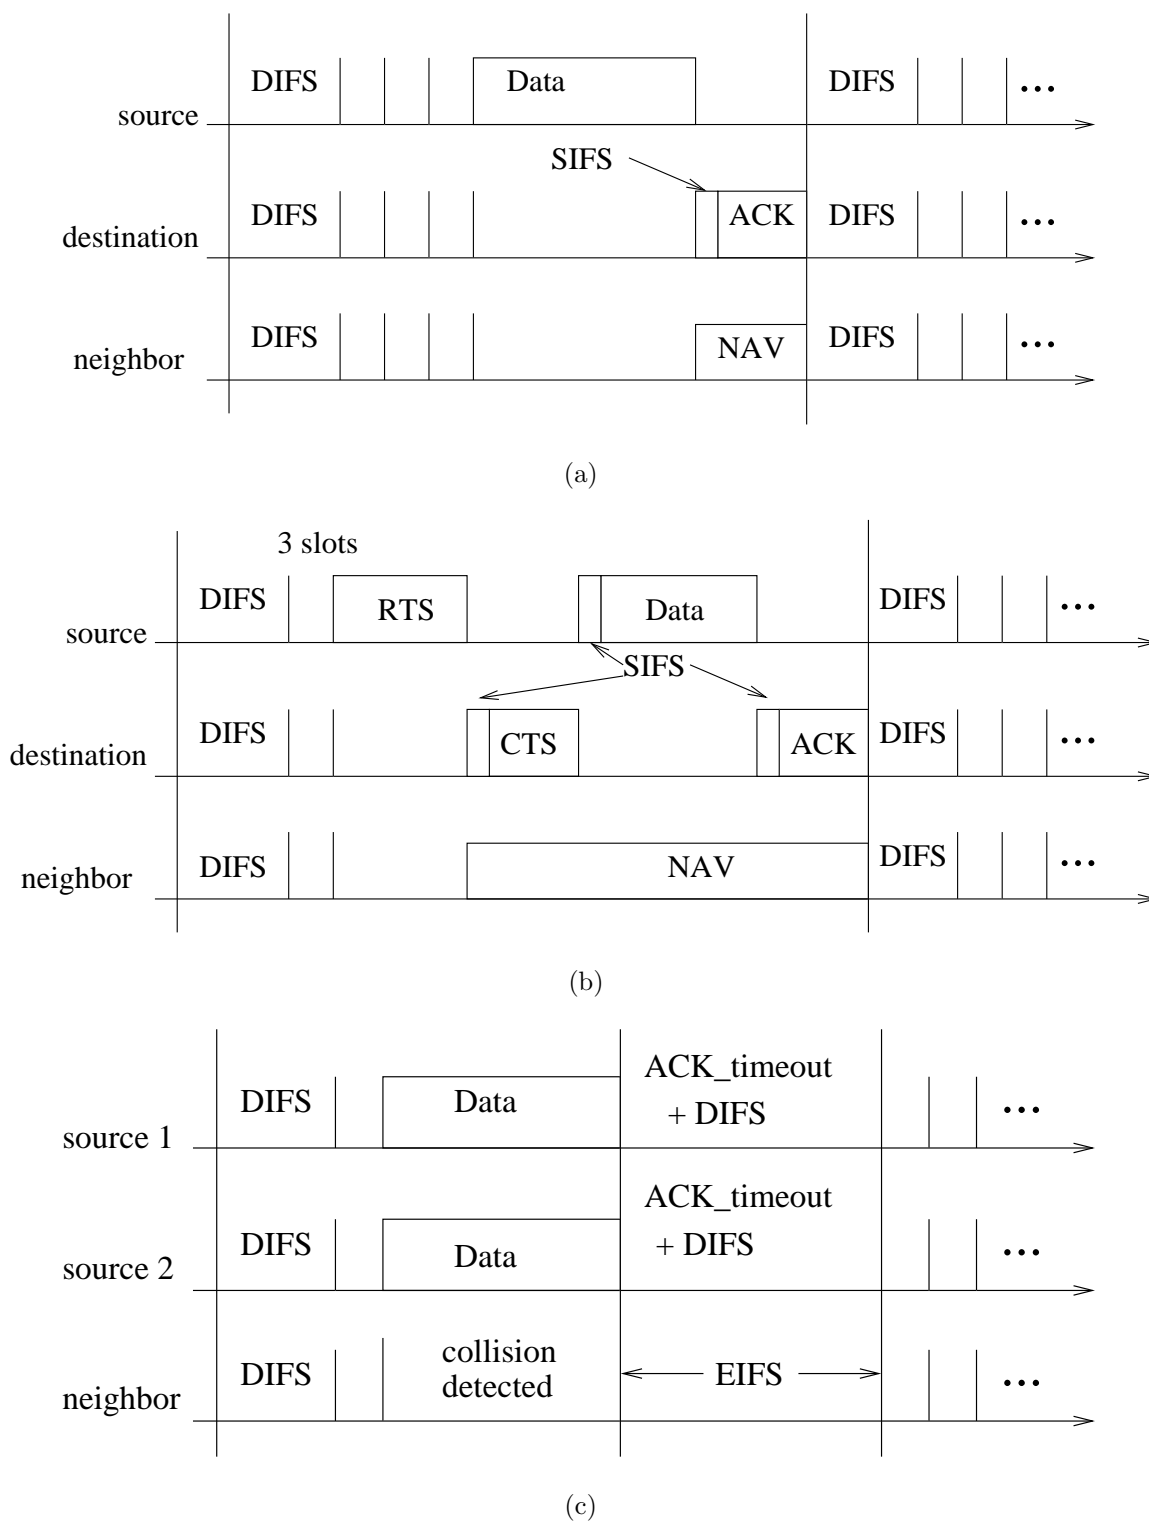 DIFS Data DIFS ...
source
SIFS
DIFS ACK DIFS ...
destination
DIFS NAV DIFS ...
neighbor
(a)
3 slots
DIFS RTS Data DIFS ...
source
SIFS
DIFS CTS ACK DIFS ...
destination
DIFS NAV DIFS ...
neighbor
(b)
ACK_timeout
DIFS Data + DIFS ...
source 1
ACK_timeout
DIFS Data + DIFS ...
source 2
collision
DIFS detected EIFS ...
neighbor
(c)